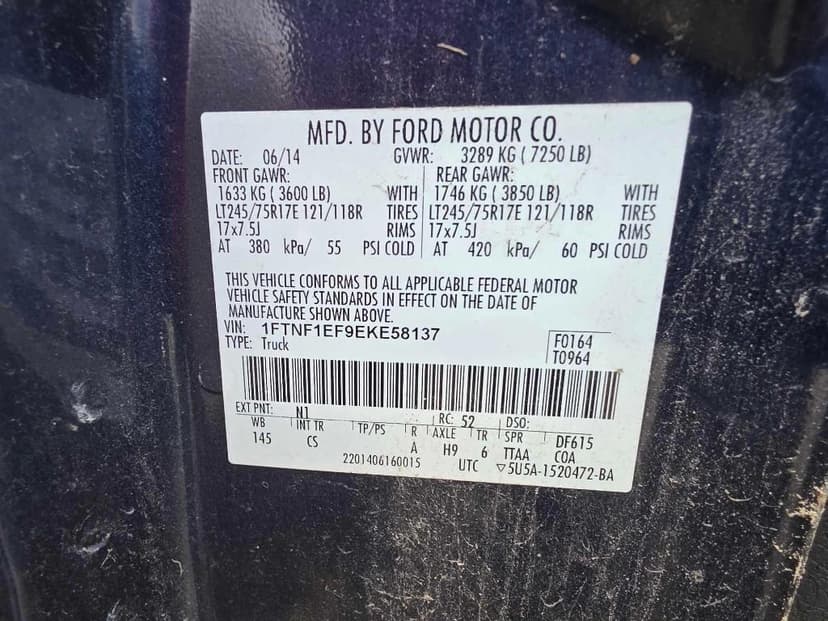 MFD. BY FORD MOTOR CO.
DATE: 06/14 GVWR: 3289 KG ( 7250 LB)
FRONT GAWR: REAR GAWR:
1633 KG ( 3600 LB) WITH 1746 KG ( 3850 LB) WITH
LT245/75R17E 121/118R TIRES LT245/75R17E 121/118R TIRES
17x7.5J RIMS 17x7.5J RIMS
AT 380 kPa/ 55 PSI COLD AT 420 kPa/ 60 PSI COLD
THIS VEHICLE CONFORMS TO ALL APPLICABLE FEDERAL MOTOR
VEHICLE SAFETY STANDARDS IN EFFECT ON THE DATE OF
MANUFACTURE SHOWN ABOVE.
VIN: 1FTNF1EF9EKE58137
TYPE: Truck
F0164
T0964
EXT PNT: N1 RC: 52 DSO:
WB INT TR TP/PS R AXLE TR SPR DF615
145 CS A H9 6 TTAA COA
2201406160015 UTC ▽5U5A-1520472-BA